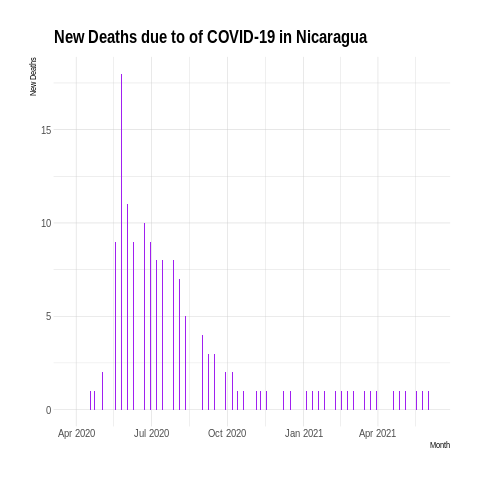 New Deaths due to of COVID-19 in Nicaragua
New Deaths
15
10
5
0
Apr 2020 Jul 2020 Oct 2020 Jan 2021 Apr 2021
Month